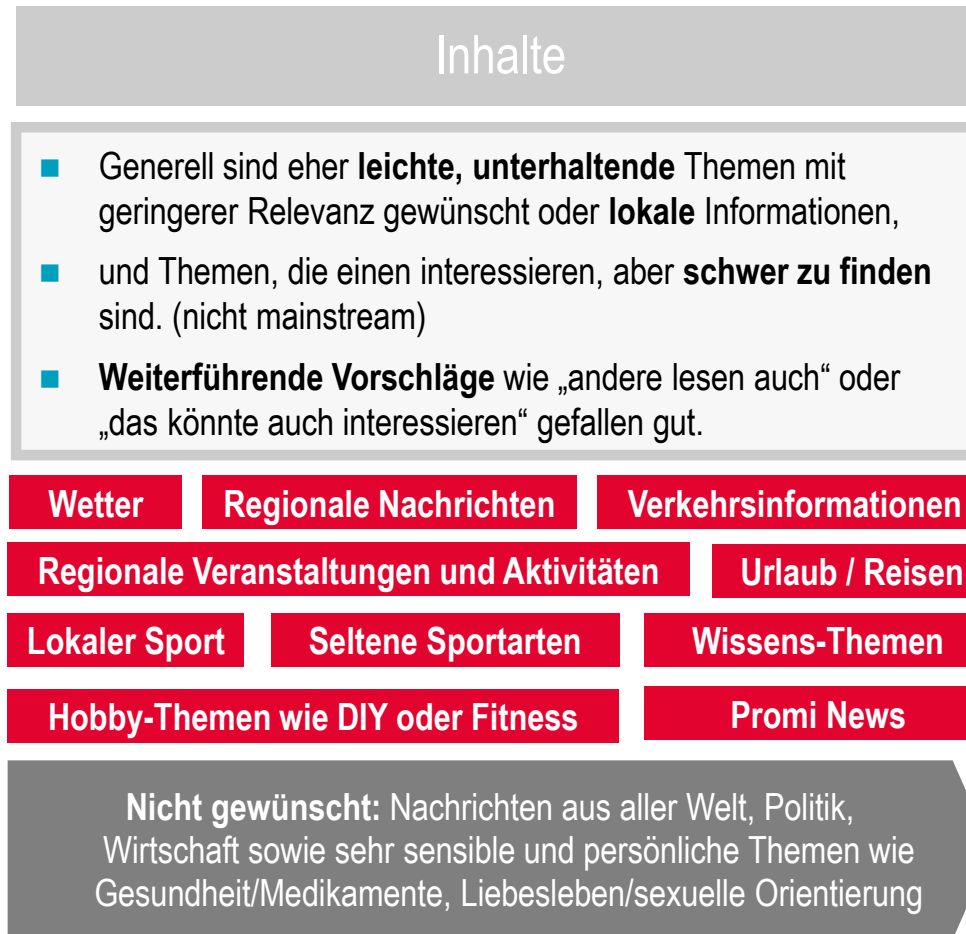 Inhalte
Generell sind eher leichte, unterhaltende Themen mit
geringerer Relevanz gewünscht oder lokale Informationen,
und Themen, die einen interessieren, aber schwer zu finden
sind. (nicht mainstream)
Weiterführende Vorschläge wie „andere lesen auch“ oder
„das könnte auch interessieren“ gefallen gut.
Wetter Regionale Nachrichten Verkehrsinformationen
Regionale Veranstaltungen und Aktivitäten Urlaub / Reisen
Lokaler Sport Seltene Sportarten Wissens-Themen
Hobby-Themen wie DIY oder Fitness Promi News
Nicht gewünscht: Nachrichten aus aller Welt, Politik,
Wirtschaft sowie sehr sensible und persönliche Themen wie
Gesundheit/Medikamente, Liebesleben/sexuelle Orientierung